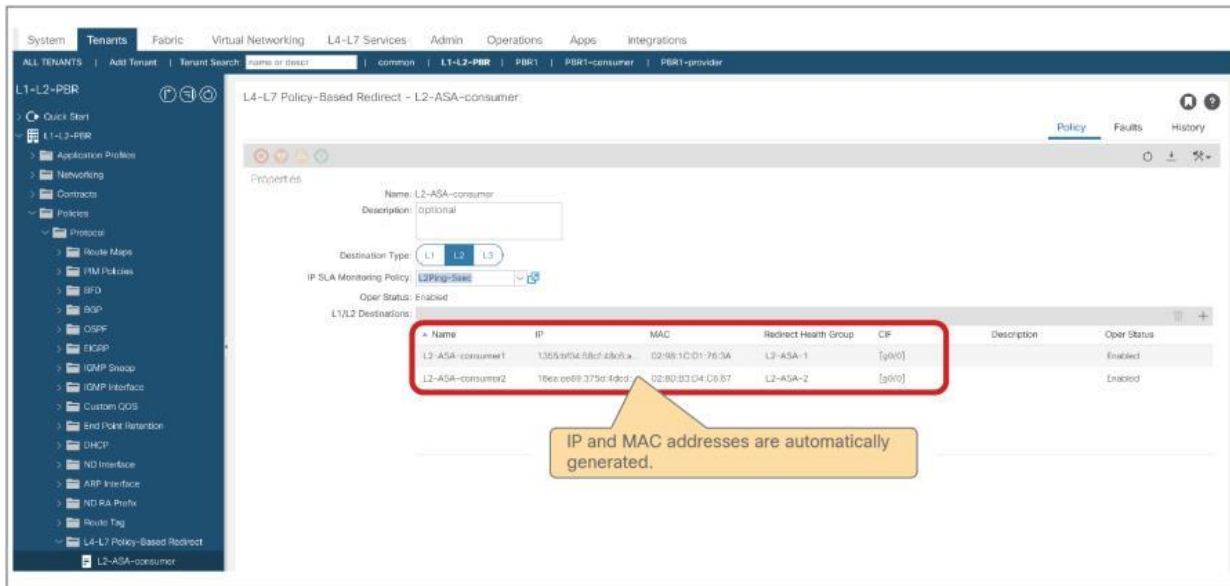 System Tenants Fabric Virtual Networking L4-L7 Services Admin Operations Apps Integrations
ALL TENANTS | Add Tenant | Tenant Search: name or descr | common | L1-L2-PBR | PBR1 | PBR1-consumer | PBR1-provider
L1-L2-PBR
Quick Start
L1-L2-PBR
Application Profiles
Networking
Contracts
Policies
Protocol
Route Maps
PIM Policies
BFD
BGP
OSPF
EIGRP
IGMP Snoop
IGMP Interface
Custom QOS
End Point Retention
DHCP
ND Interface
ARP Interface
ND RA Prefix
Route Tag
L4-L7 Policy-Based Redirect
L2-ASA-consumer
L4-L7 Policy-Based Redirect - L2-ASA-consumer
Policy Faults History
Properties
Name: L2-ASA-consumer
Description: optional
Destination Type: L1 L2 L3
IP SLA Monitoring Policy: L2Ping-5sec
Oper Status: Enabled
L1/L2 Destinations:
Name IP MAC Redirect Health Group CIF Description Oper Status
L2-ASA-consumer1 02:98:1C:01:76:3A L2-ASA-1 [g0/0] Enabled
L2-ASA-consumer2 L2-ASA-2 [g0/0] Enabled
IP and MAC addresses are automatically
generated.